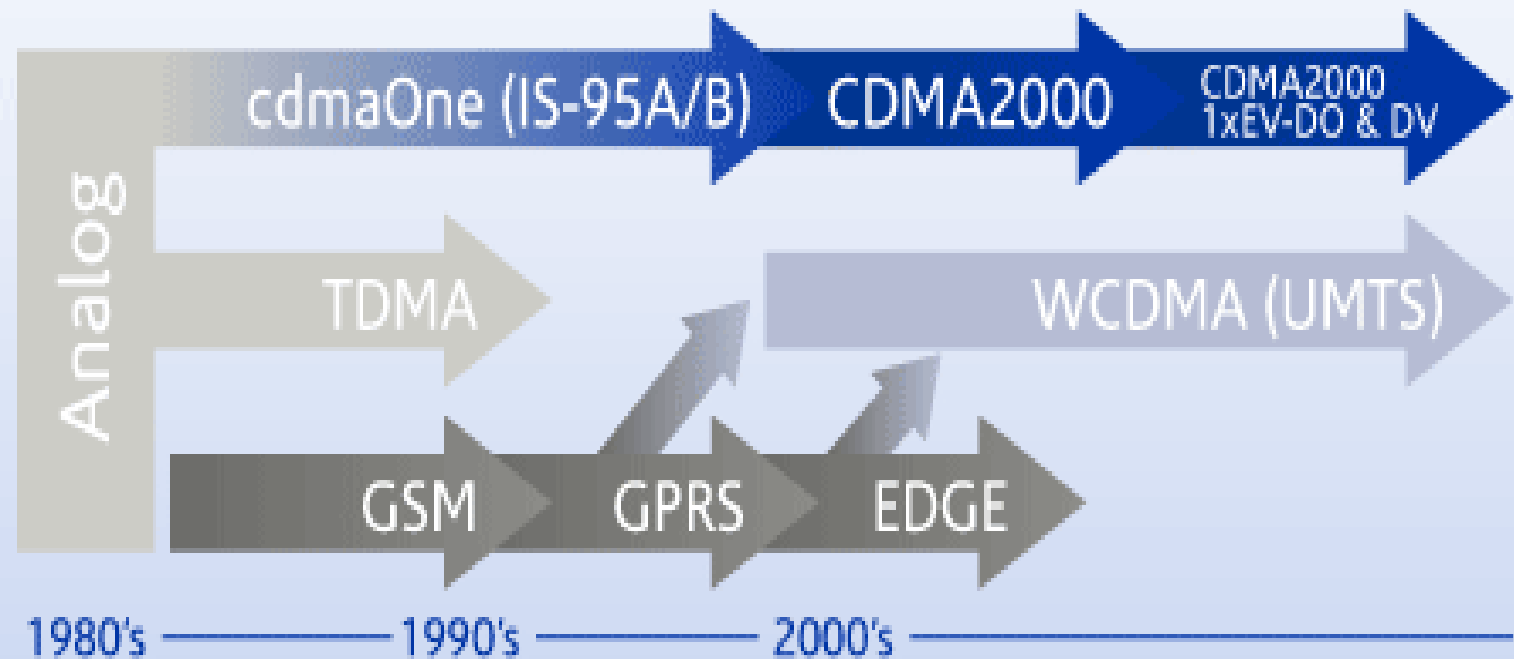 Analog
cdmaOne (IS-95A/B)
CDMA2000
CDMA2000
1xEV-DO & DV
TDMA
WCDMA (UMTS)
GSM
GPRS
EDGE
1980's
1990's
2000's